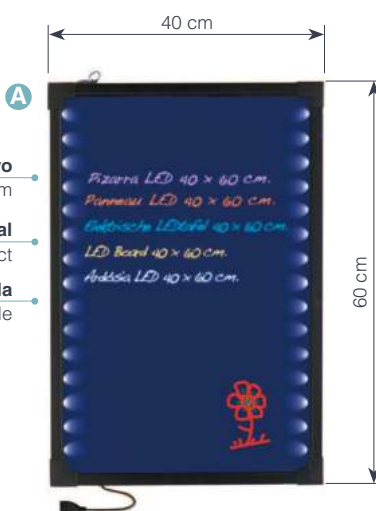 40 cm
A
vo
m
Pizarra LED 40 x 60 cm.
Panneau LED 40 x 60 cm.
al
Elektrische LEDtafel 40 x 60 cm.
ct
LED Board 40 x 60 cm.
la
Ardósia LED 40 x 60 cm.
le
60 cm